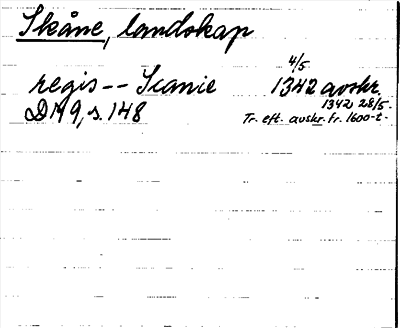 Skåne, landskap
4/5
regis -- Scanie 1342 avskr.
1342 28/5.
DN 9, s. 148
Tr. eft. avskr. fr. 1600-t.